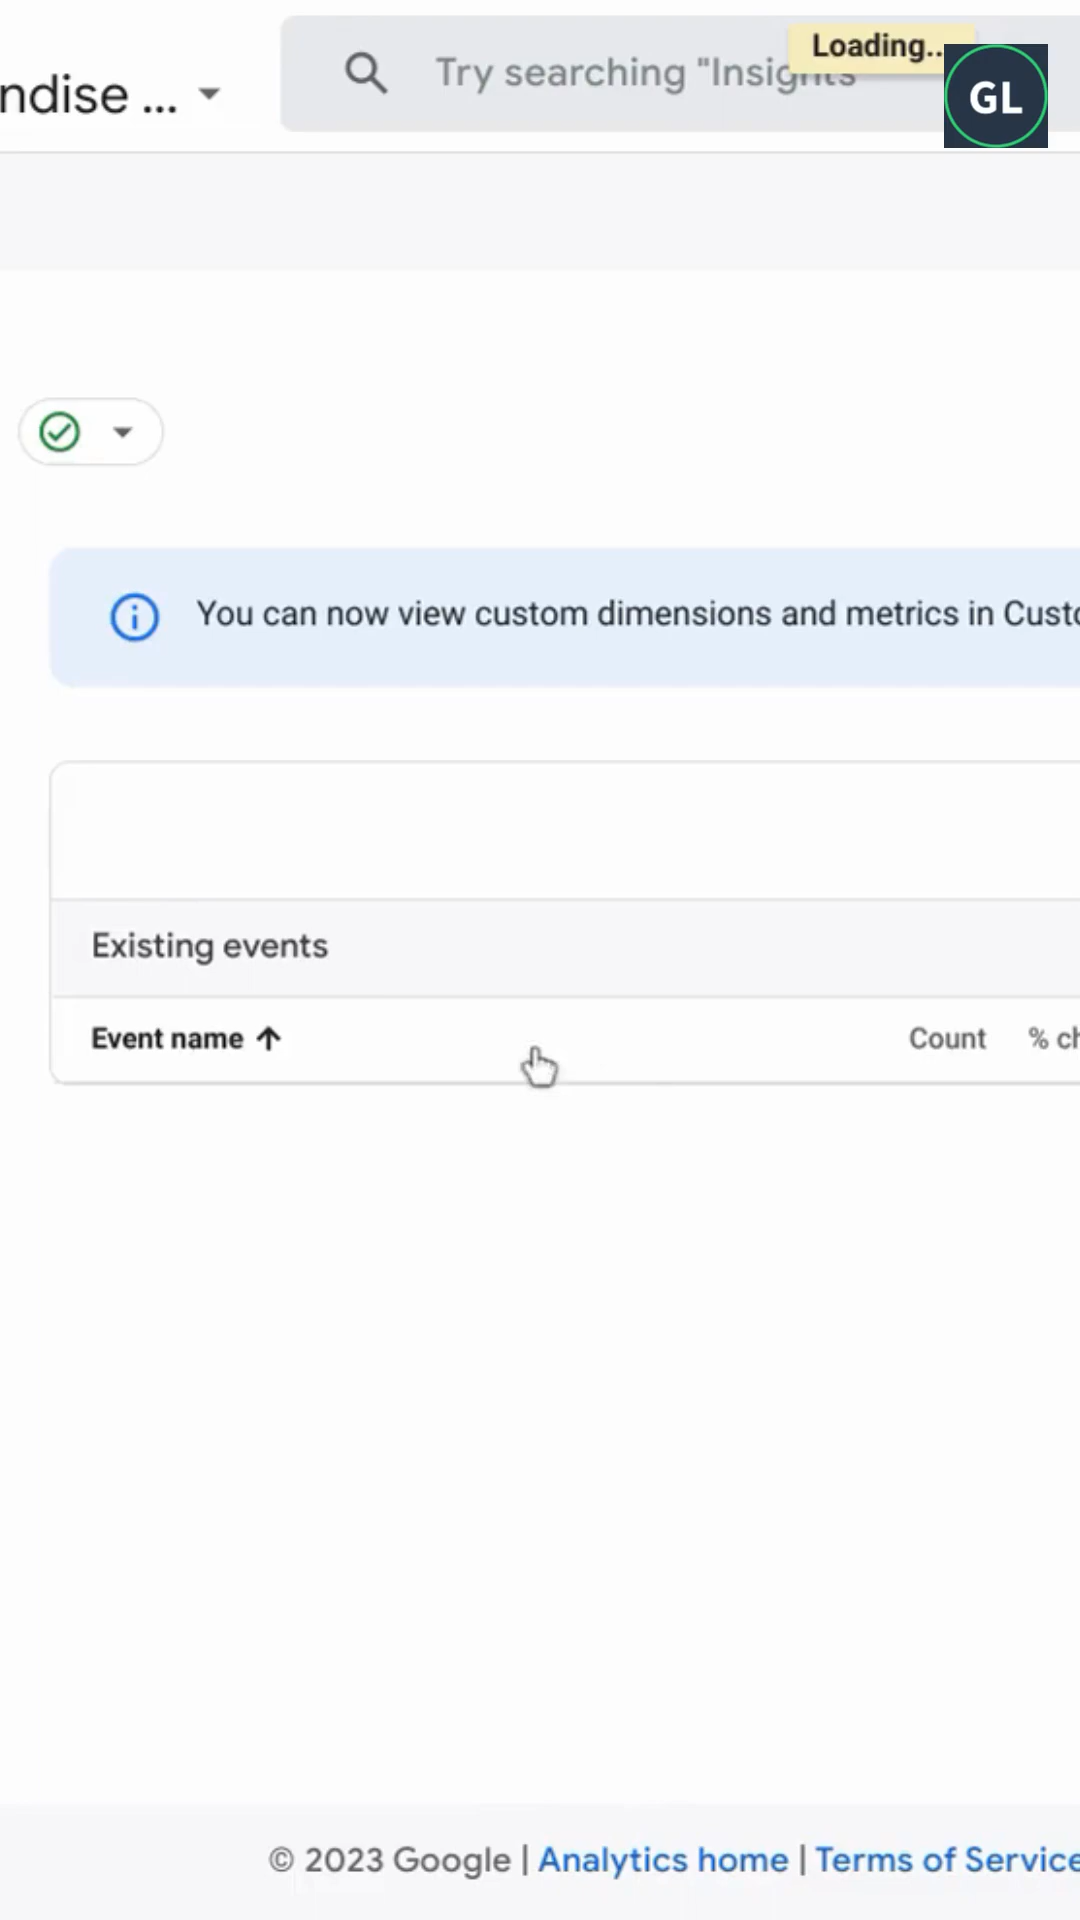 Loading..
ndise ...
Try searching "Insights
GL
You can now view custom dimensions and metrics in Custo
Existing events
Event name Count % ch
© 2023 Google | Analytics home | Terms of Service